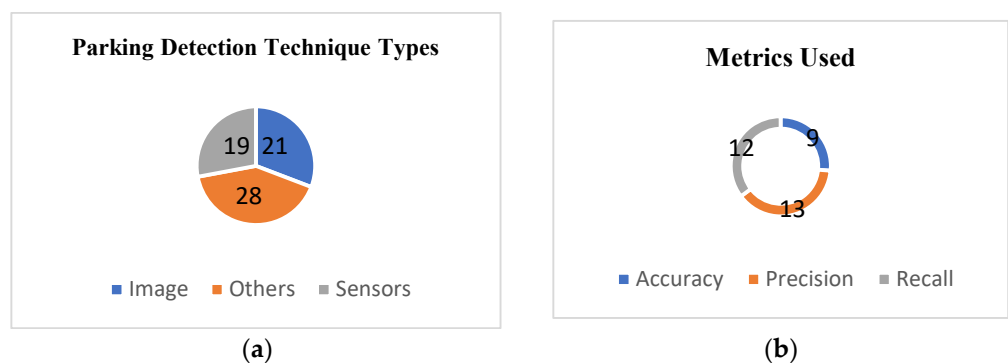 Parking Detection Technique Types
19 21
28
Image Others Sensors
(a)
Metrics Used
12 9
13
Accuracy Precision Recall
(b)